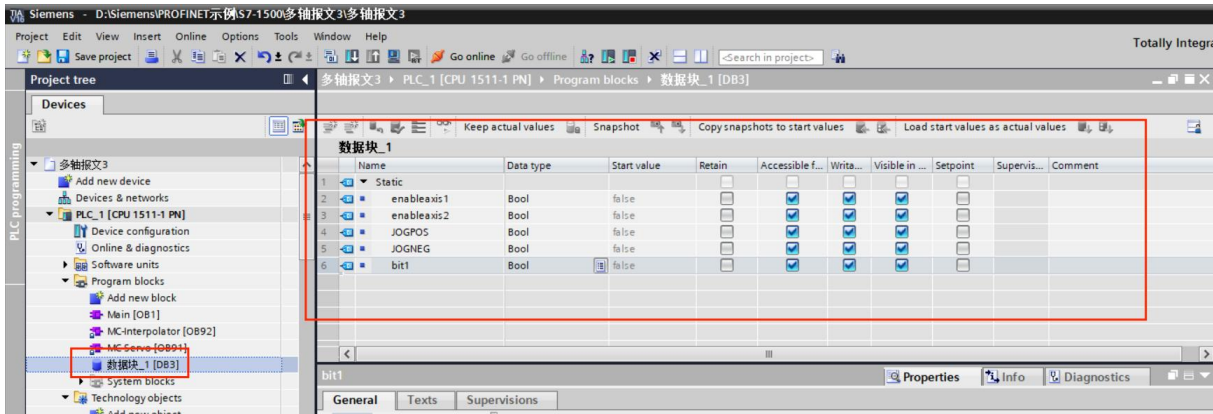 Siemens - D:\Siemens\PROFINET示例\S7-1500\多轴报文3\多轴报文3
Project Edit View Insert Online Options Tools Window Help
Save project Go online Go offline <Search in project>
Totally Integra
Project tree
多轴报文3 ▸ PLC_1 [CPU 1511-1 PN] ▸ Program blocks ▸ 数据块_1 [DB3]
Devices
Keep actual values Snapshot Copy snapshots to start values Load start values as actual values
PLC programming
数据块_1
Name Data type Start value Retain Accessible f... Writa... Visible in ... Setpoint Supervis... Comment
1 Static
2 enableaxis1 Bool false
3 enableaxis2 Bool false
4 JOGPOS Bool false
5 JOGNEG Bool false
6 bit1 Bool false
多轴报文3
Add new device
Devices & networks
PLC_1 [CPU 1511-1 PN]
Device configuration
Online & diagnostics
Software units
Program blocks
Add new block
Main [OB1]
MC-Interpolator [OB92]
MC-Servo [OB91]
数据块_1 [DB3]
System blocks
Technology objects
Add new object
bit1
Properties Info Diagnostics
General Texts Supervisions